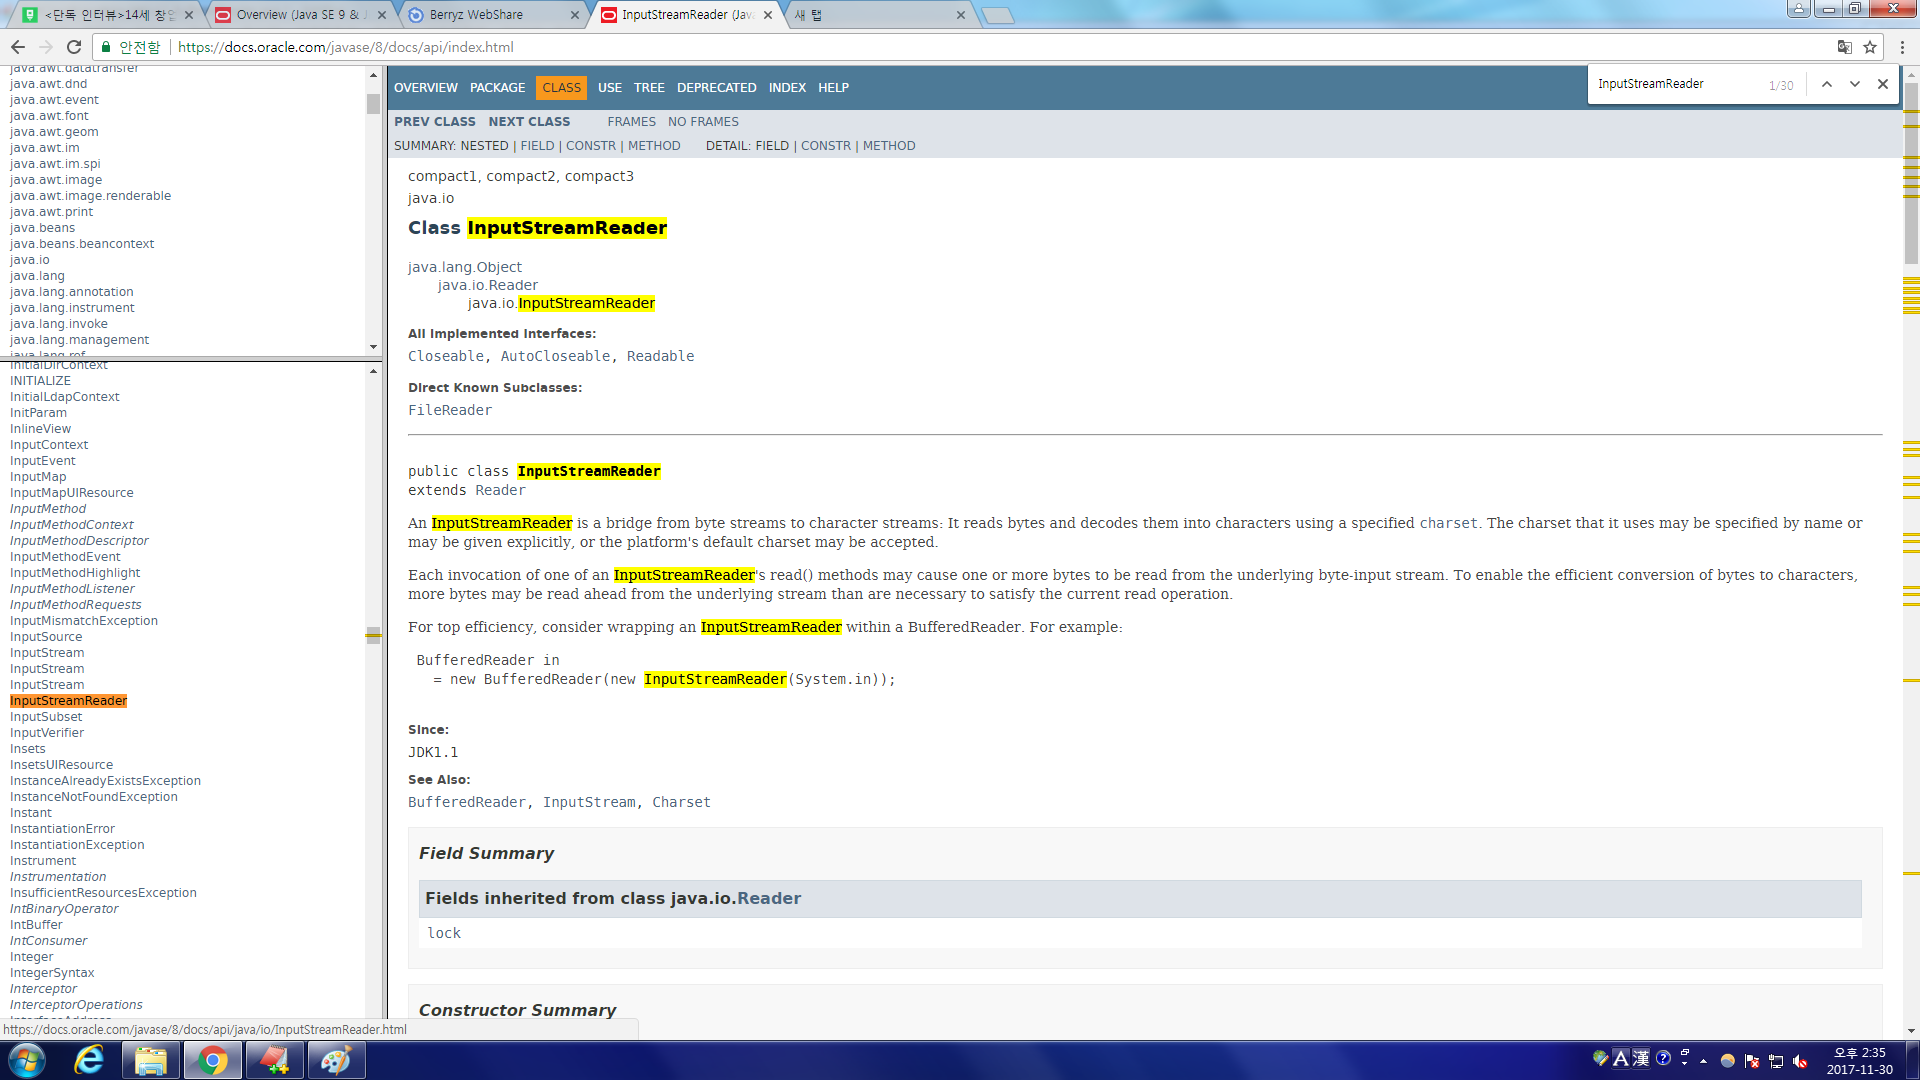 <단독 인터뷰>14세 창업
Overview (Java SE 9 & J
Berryz WebShare
InputStreamReader (Java
새 탭
안전함
https://docs.oracle.com/javase/8/docs/api/index.html
InputStreamReader 1/30
java.awt.datatransfer
java.awt.dnd
java.awt.event
java.awt.font
java.awt.geom
java.awt.im
java.awt.im.spi
java.awt.image
java.awt.image.renderable
java.awt.print
java.beans
java.beans.beancontext
java.io
java.lang
java.lang.annotation
java.lang.instrument
java.lang.invoke
java.lang.management
java.lang.ref
InitialDirContext
INITIALIZE
InitialLdapContext
InitParam
InlineView
InputContext
InputEvent
InputMap
InputMapUIResource
InputMethod
InputMethodContext
InputMethodDescriptor
InputMethodEvent
InputMethodHighlight
InputMethodListener
InputMethodRequests
InputMismatchException
InputSource
InputStream
InputStream
InputStream
InputStreamReader
InputSubset
InputVerifier
Insets
InsetsUIResource
InstanceAlreadyExistsException
InstanceNotFoundException
Instant
InstantiationError
InstantiationException
Instrument
Instrumentation
InsufficientResourcesException
IntBinaryOperator
IntBuffer
IntConsumer
Integer
IntegerSyntax
Interceptor
InterceptorOperations
OVERVIEW PACKAGE CLASS USE TREE DEPRECATED INDEX HELP
PREV CLASS NEXT CLASS FRAMES NO FRAMES
SUMMARY: NESTED | FIELD | CONSTR | METHOD DETAIL: FIELD | CONSTR | METHOD
compact1, compact2, compact3
java.io
Class InputStreamReader
java.lang.Object
java.io.Reader
java.io.InputStreamReader
All Implemented Interfaces:
Closeable, AutoCloseable, Readable
Direct Known Subclasses:
FileReader
public class InputStreamReader
extends Reader
An InputStreamReader is a bridge from byte streams to character streams: It reads bytes and decodes them into characters using a specified charset. The charset that it uses may be specified by name or
may be given explicitly, or the platform's default charset may be accepted.
Each invocation of one of an InputStreamReader's read() methods may cause one or more bytes to be read from the underlying byte-input stream. To enable the efficient conversion of bytes to characters,
more bytes may be read ahead from the underlying stream than are necessary to satisfy the current read operation.
For top efficiency, consider wrapping an InputStreamReader within a BufferedReader. For example:
BufferedReader in
= new BufferedReader(new InputStreamReader(System.in));
Since:
JDK1.1
See Also:
BufferedReader, InputStream, Charset
Field Summary
Fields inherited from class java.io.Reader
lock
Constructor Summary
https://docs.oracle.com/javase/8/docs/api/java/io/InputStreamReader.html
A 漢
오후 2:35
2017-11-30